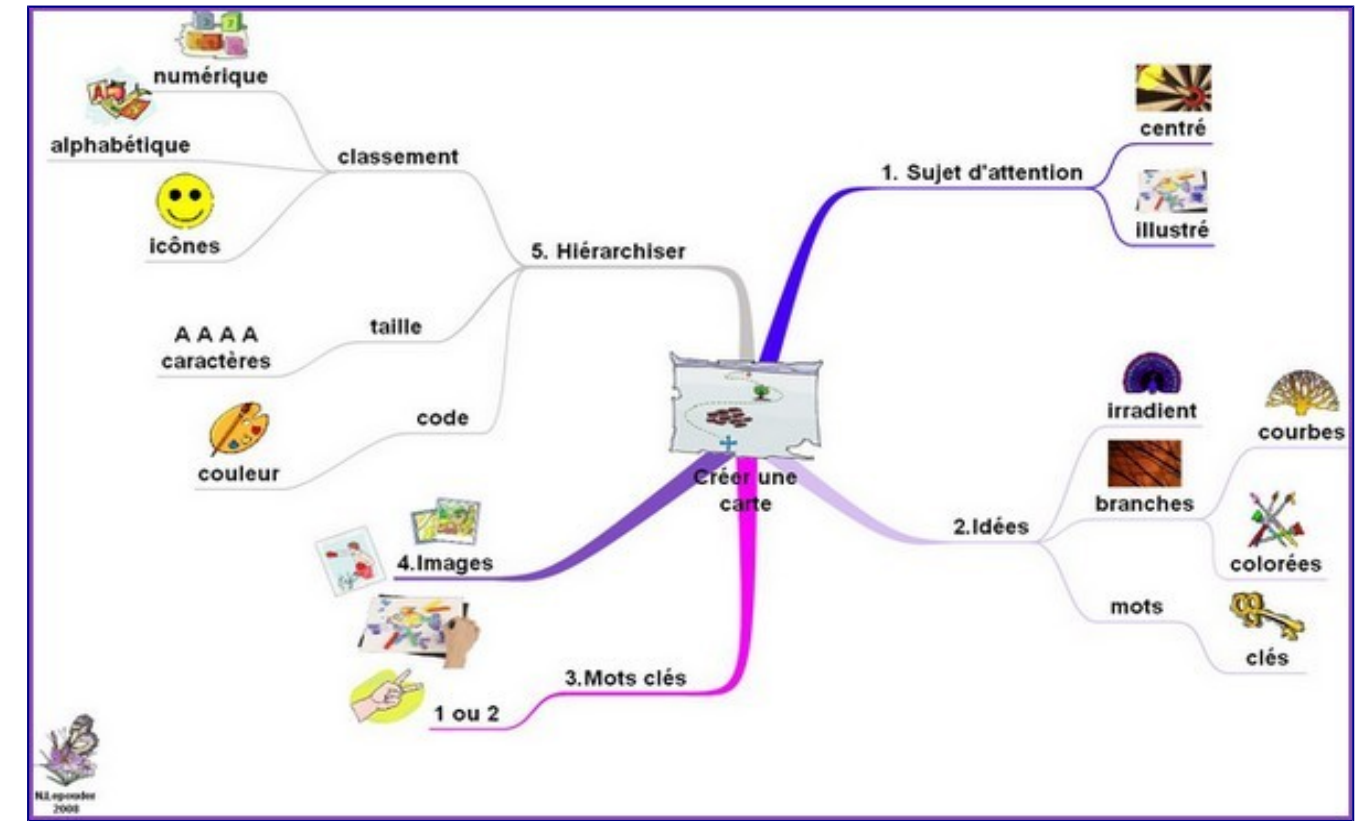 Créer une
carte
1. Sujet d'attention
centré
illustré
2.Idées
irradient
branches
courbes
colorées
mots
clés
3.Mots clés
1 ou 2
4.Images
5. Hiérarchiser
classement
numérique
alphabétique
icônes
taille
A A A A
caractères
code
couleur
2008